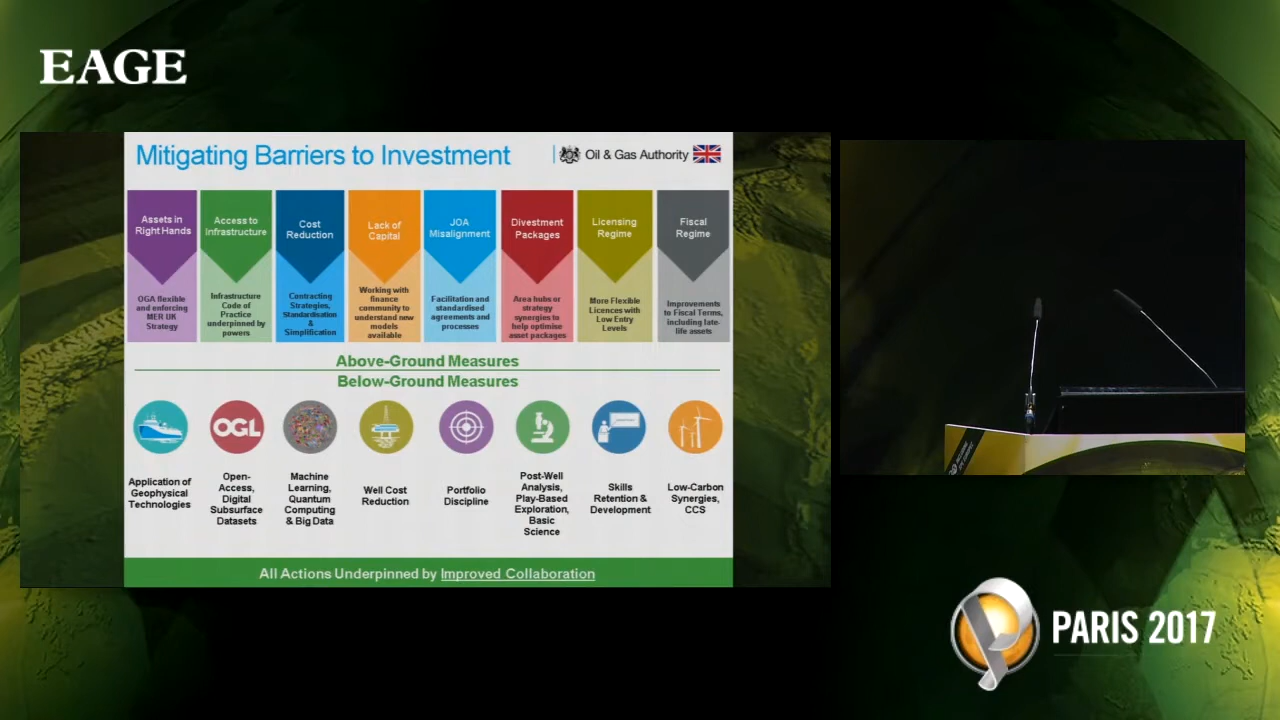 EAGE
Mitigating Barriers to Investment
Oil & Gas Authority
Assets in
Right Hands
OGA flexible
and enforcing
MER UK
Strategy
Access to
Infrastructure
Infrastructure
Code of
Practice
underpinned by
powers
Cost
Reduction
Contracting
Strategies,
Standardisation
&
Simplification
Lack of
Capital
Working with
finance
community to
understand new
models
available
JOA
Misalignment
Facilitation and
standardised
agreements and
processes
Divestment
Packages
Area hubs or
strategy
synergies to
help optimise
asset packages
Licensing
Regime
More Flexible
Licences with
Low Entry
Levels
Fiscal
Regime
Improvements
to Fiscal Terms,
including late-
life assets
Above-Ground Measures
Below-Ground Measures
Application of
Geophysical
Technologies
OGL
Open-
Access,
Digital
Subsurface
Datasets
Machine
Learning,
Quantum
Computing
& Big Data
Well Cost
Reduction
Portfolio
Discipline
Post-Well
Analysis,
Play-Based
Exploration,
Basic
Science
Skills
Retention &
Development
Low-Carbon
Synergies,
CCS
All Actions Underpinned by Improved Collaboration
PARIS 2017